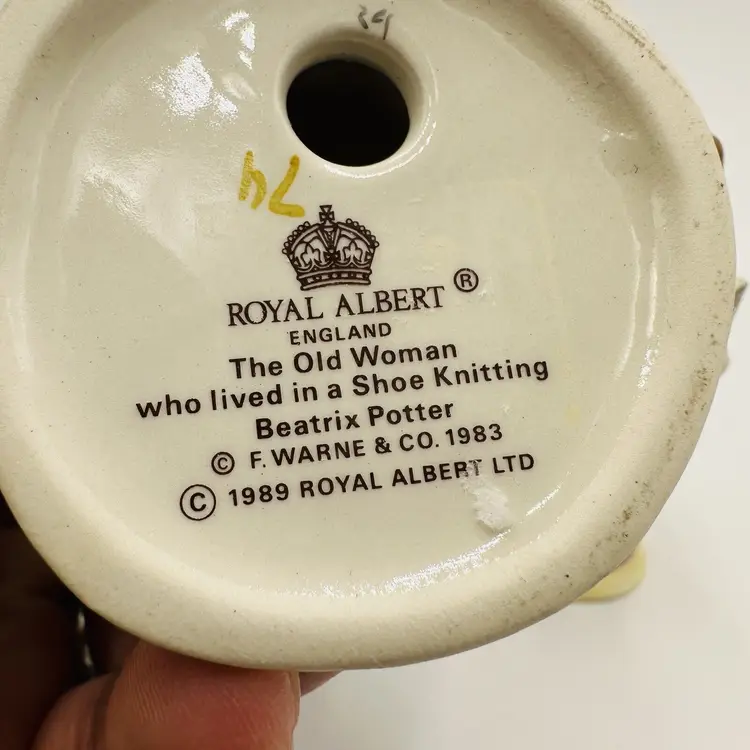 ROYAL ALBERT ®
ENGLAND
The Old Woman
who lived in a Shoe Knitting
Beatrix Potter
© F. WARNE & CO. 1983
© 1989 ROYAL ALBERT LTD